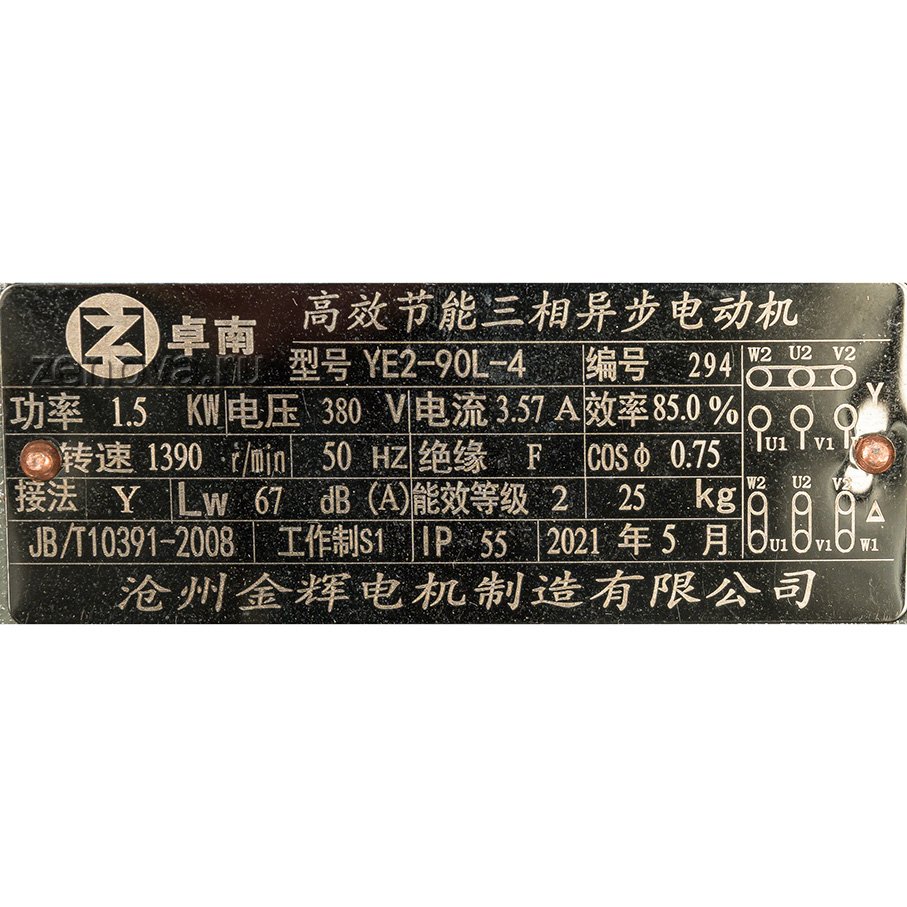 高效节能三相异步电动机
卓南
zenova.ru
型号 YE2-90L-4 编号 294
功率 1.5 KW 电压 380 V 电流 3.57 A 效率 85.0 %
转速 1390 r/min 50 HZ 绝缘 F COSΦ 0.75
接法 Y Lw 67 dB (A) 能效等级 2 25 kg
JB/T10391-2008 工作制S1 IP 55 2021 年 5 月
沧州金辉电机制造有限公司
W2 U2 V2
Y
U1 V1
W2 U2 V2
△
U1 V1 W1